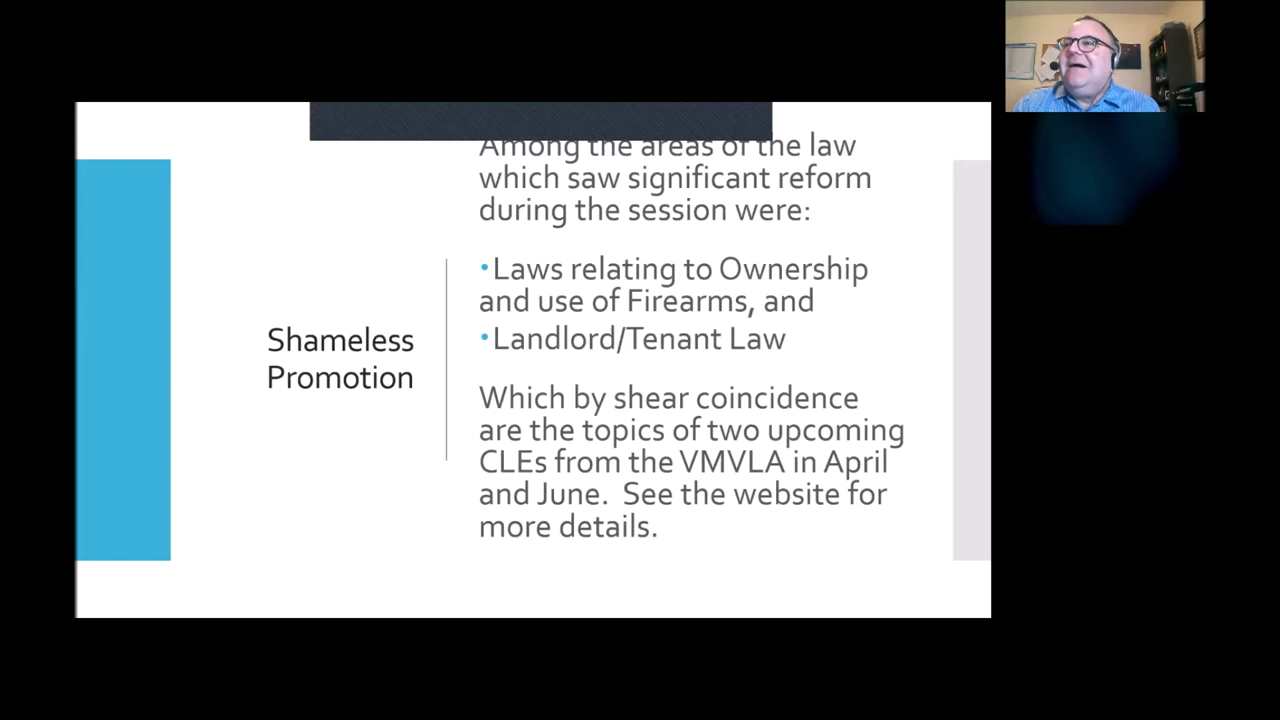 Among the areas of the law
which saw significant reform
during the session were:
•Laws relating to Ownership
and use of Firearms, and
•Landlord/Tenant Law
Shameless
Promotion
Which by shear coincidence
are the topics of two upcoming
CLEs from the VMVLA in April
and June.  See the website for
more details.